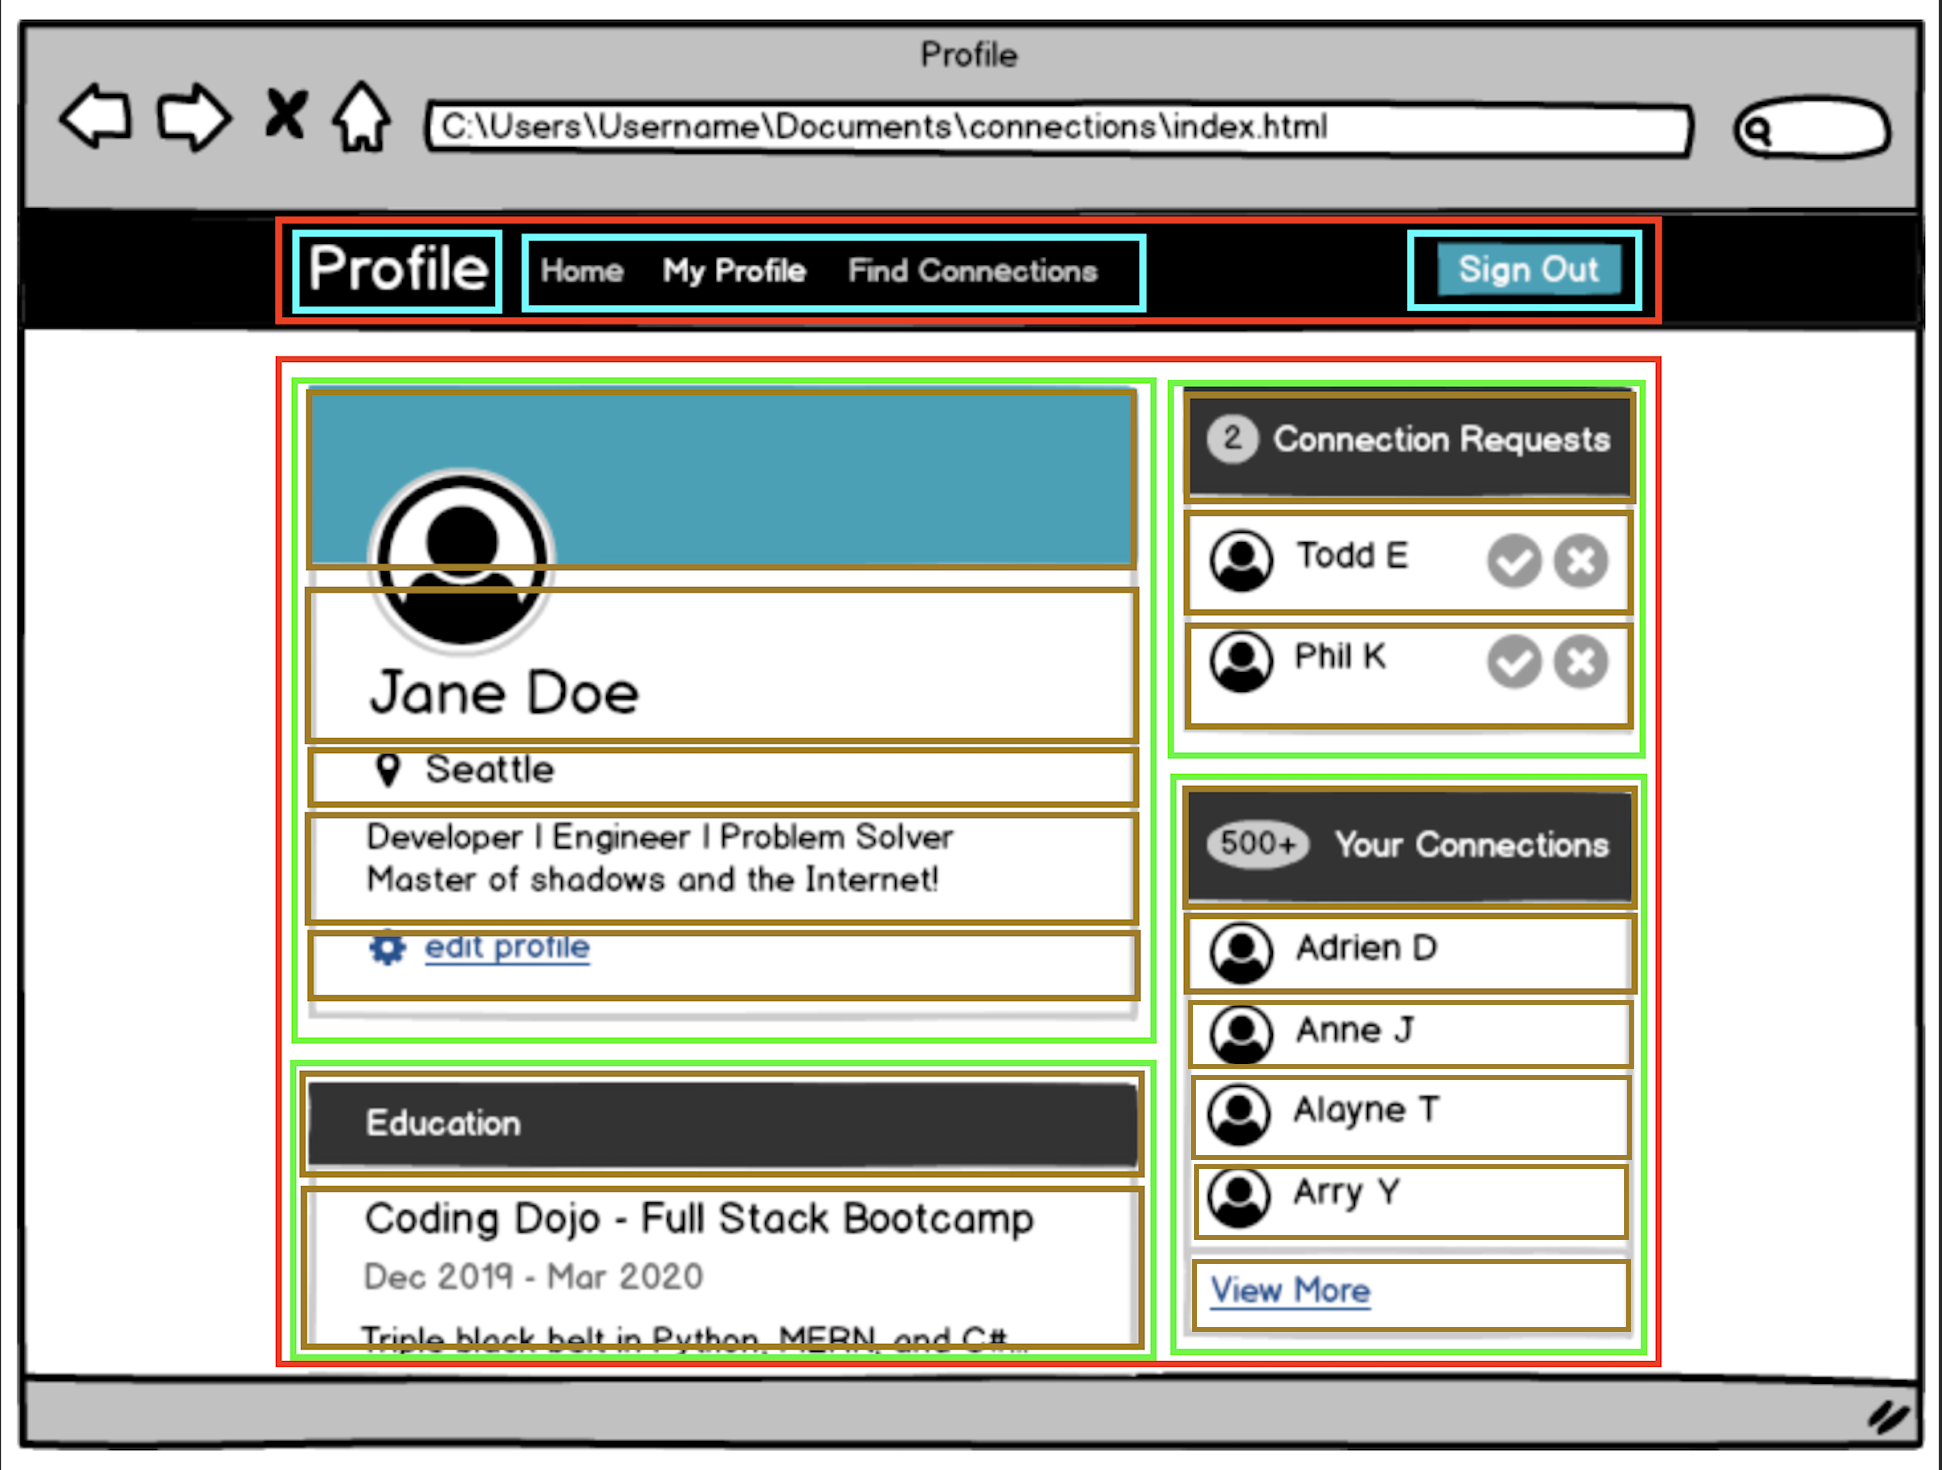 Profile
C:\Users\Username\Documents\connections\index.html
Profile
Home My Profile Find Connections
Sign Out
Jane Doe
Seattle
Developer | Engineer | Problem Solver
Master of shadows and the Internet!
edit profile
Education
Coding Dojo - Full Stack Bootcamp
Dec 2019 - Mar 2020
Triple black belt in Python, MERN, and C#...
2 Connection Requests
Todd E
Phil K
500+ Your Connections
Adrien D
Anne J
Alayne T
Arry Y
View More